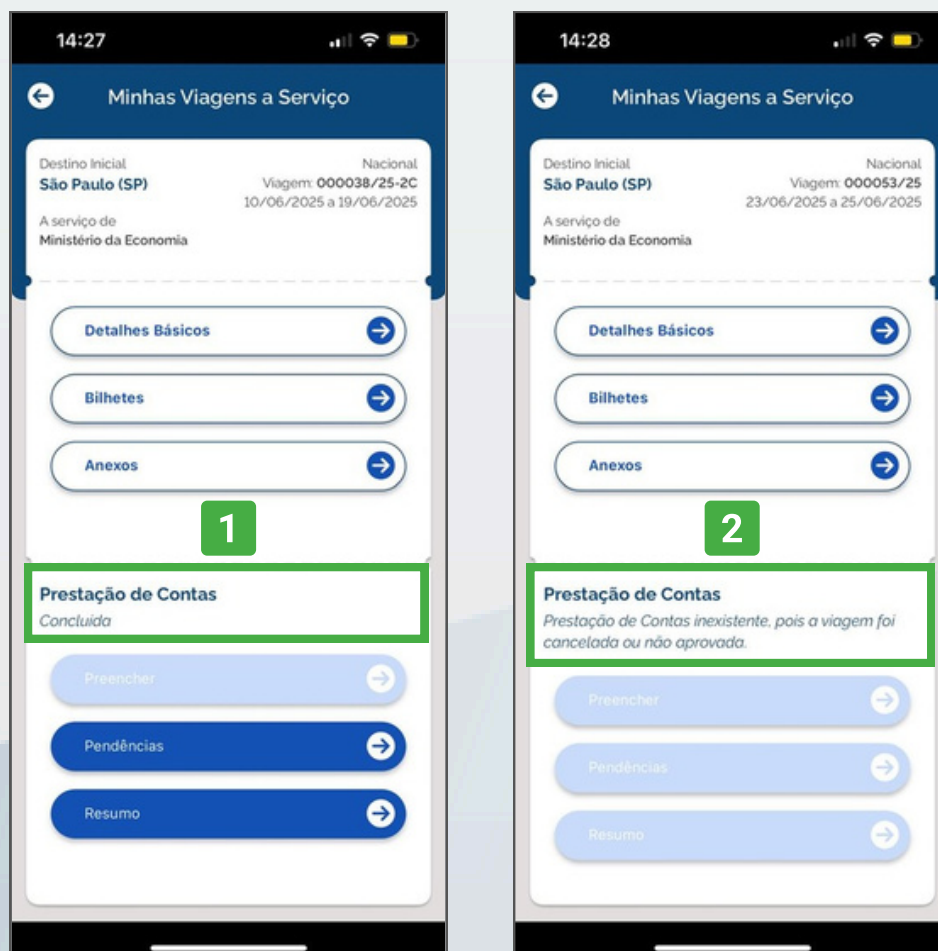 14:27
Minhas Viagens a Serviço
Destino Inicial
Nacional
São Paulo (SP)
Viagem: 000038/25-2C
10/06/2025 a 19/06/2025
A serviço de
Ministério da Economia
Detalhes Básicos
Bilhetes
Anexos
1
Prestação de Contas
Concluída
Preencher
Pendências
Resumo
14:28
Minhas Viagens a Serviço
Destino Inicial
Nacional
São Paulo (SP)
Viagem: 000053/25
23/06/2025 a 25/06/2025
A serviço de
Ministério da Economia
Detalhes Básicos
Bilhetes
Anexos
2
Prestação de Contas
Prestação de Contas inexistente, pois a viagem foi
cancelada ou não aprovada.
Preencher
Pendências
Resumo